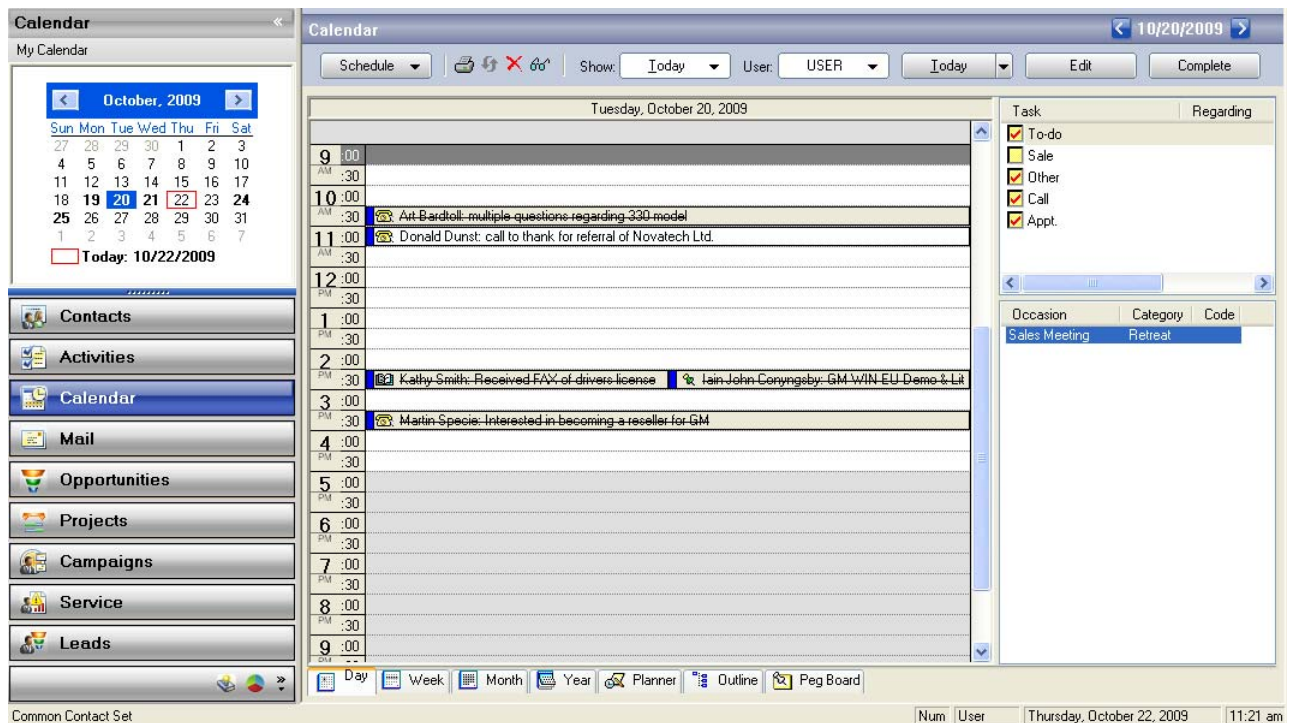 Calendar «
My Calendar
October, 2009
Sun Mon Tue Wed Thu Fri Sat
27 28 29 30 1 2 3
4 5 6 7 8 9 10
11 12 13 14 15 16 17
18 19 20 21 22 23 24
25 26 27 28 29 30 31
1 2 3 4 5 6 7
Today: 10/22/2009
Contacts
Activities
Calendar
Mail
Opportunities
Projects
Campaigns
Service
Leads
Calendar 10/20/2009
Schedule Show: Today User: USER Today Edit Complete
Tuesday, October 20, 2009
9 :00
AM :30
10 :00
AM :30 Art Bardtoll: multiple questions regarding 330 model
11 :00 Donald Dunst: call to thank for referral of Novatech Ltd.
AM :30
12 :00
PM :30
1 :00
PM :30
2 :00
PM :30 Kathy Smith: Received FAX of drivers license Iain John Conyngsby: GM WIN EU Demo & Lit
3 :00
PM :30 Martin Specie: Interested in becoming a reseller for GM
4 :00
PM :30
5 :00
PM :30
6 :00
PM :30
7 :00
PM :30
8 :00
PM :30
9 :00
Task Regarding
To-do
Sale
Other
Call
Appt.
Occasion Category Code
Sales Meeting Retreat
Day Week Month Year Planner Outline Peg Board
Common Contact Set Num User Thursday, October 22, 2009 11:21 am